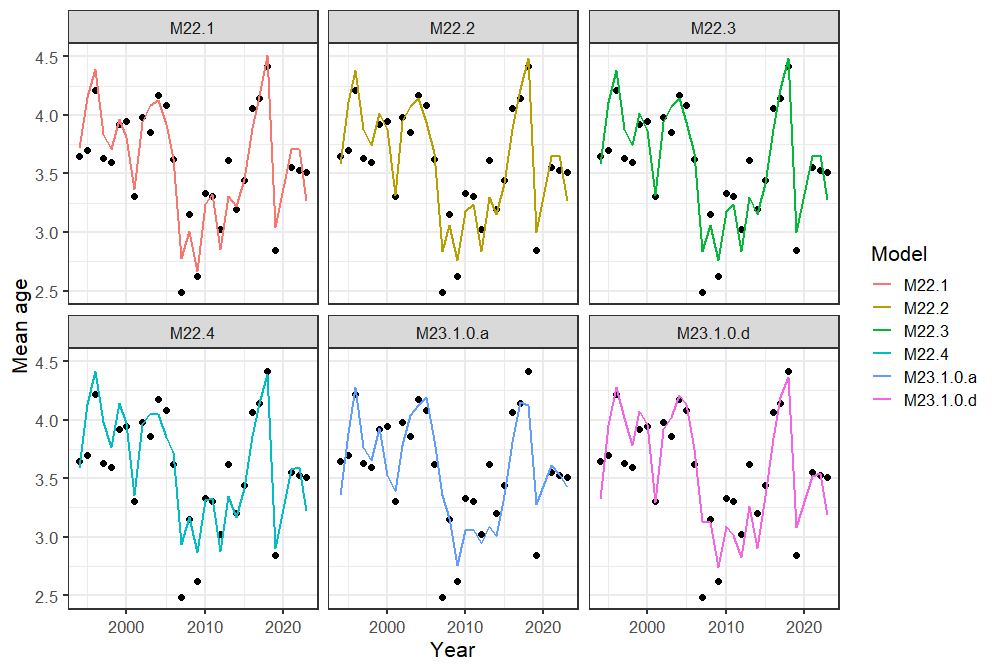 M22.1 M22.2 M22.3
4.5
4.0
3.5
3.0
2.5
M22.4 M23.1.0.a M23.1.0.d
4.5
4.0
3.5
3.0
2.5
2000 2010 2020 2000 2010 2020 2000 2010 2020
Year
Mean age
Model
M22.1
M22.2
M22.3
M22.4
M23.1.0.a
M23.1.0.d